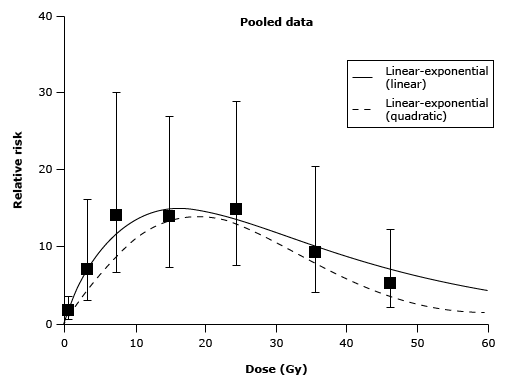 Pooled data
40
30
20
10
0
Relative risk
Linear-exponential
(linear)
Linear-exponential
(quadratic)
0 10 20 30 40 50 60
Dose (Gy)